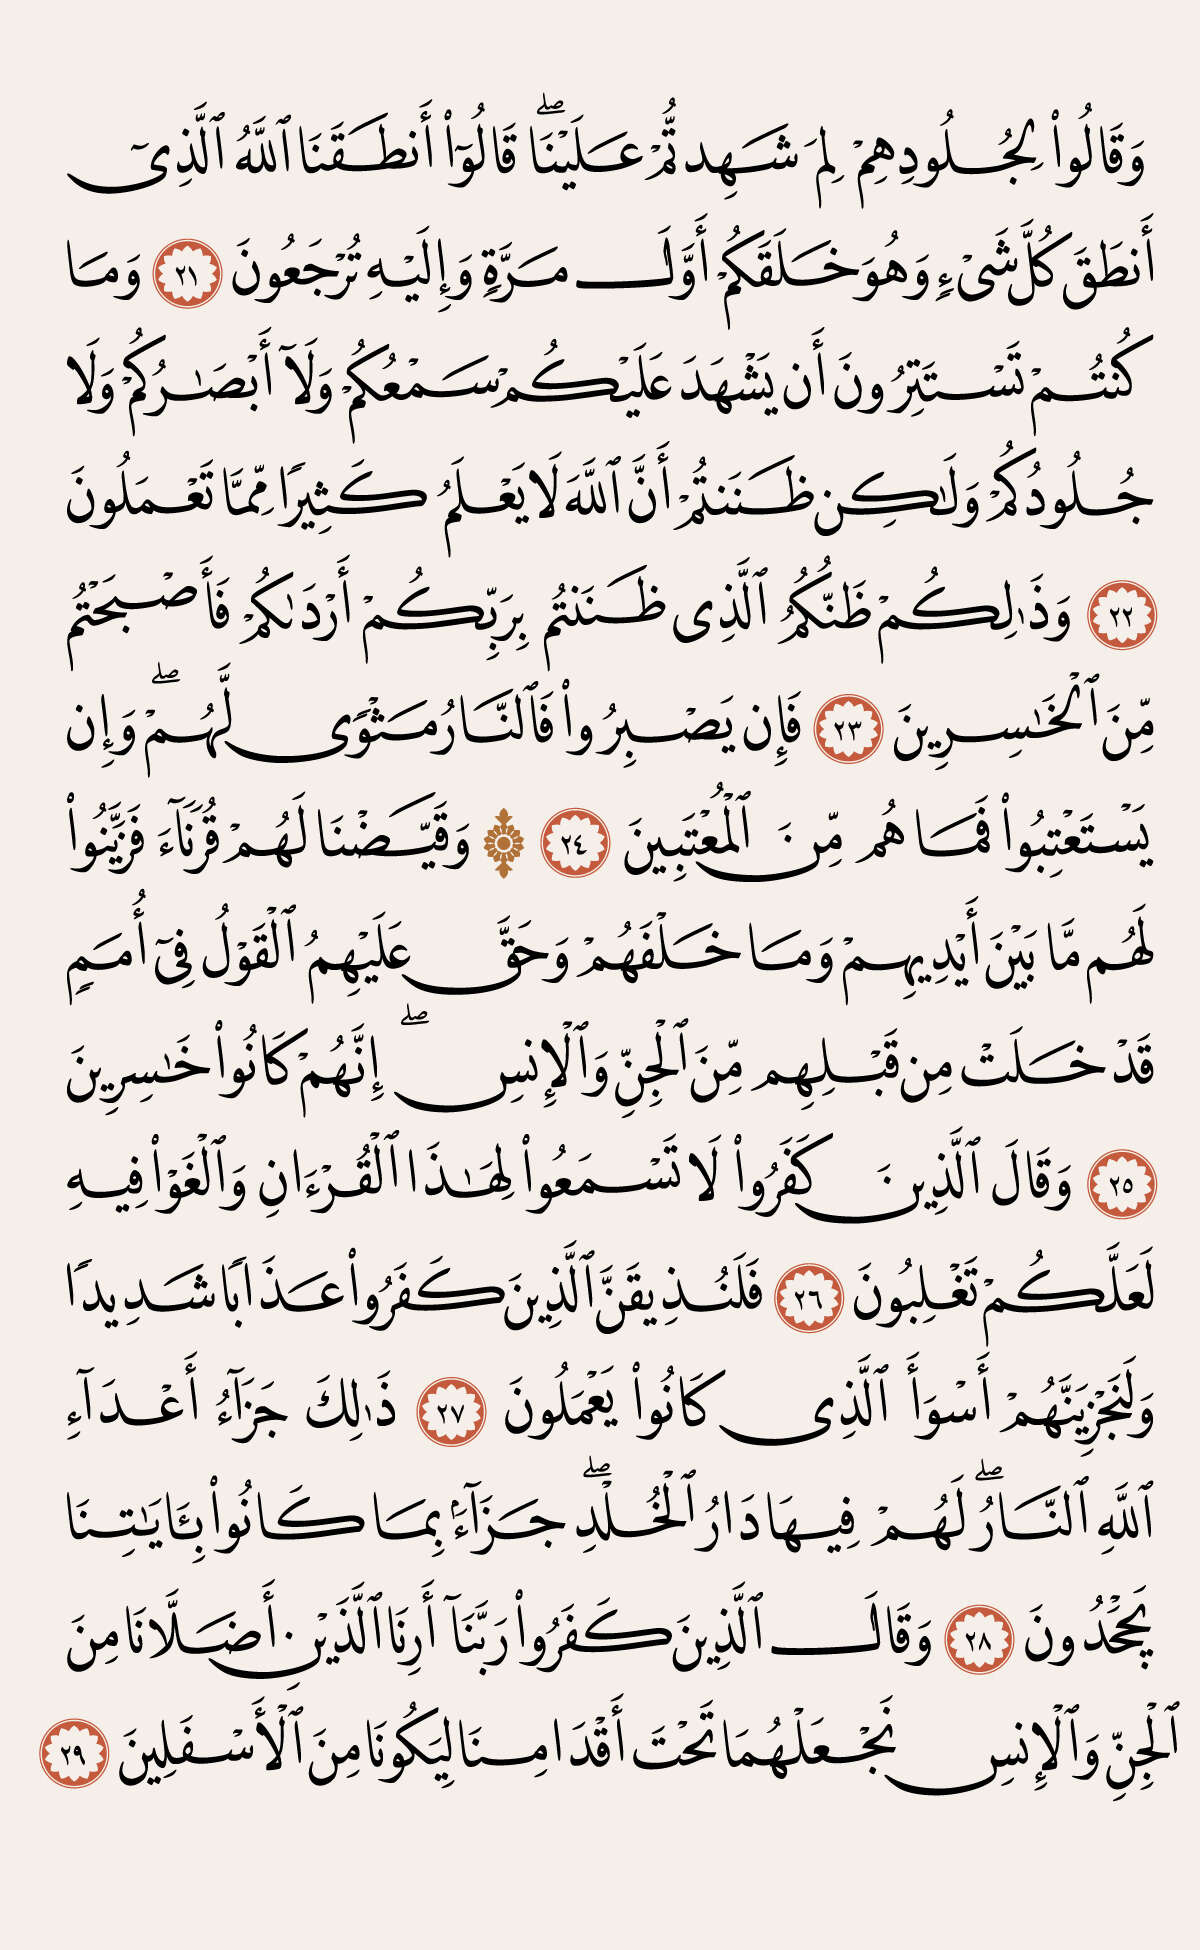 وَقَالُوا۟ لِجُلُودِهِمْ لِمَ شَهِدتُّمْ عَلَيْنَا ۖ قَالُوٓا۟ أَنطَقَنَا ٱللَّهُ ٱلَّذِىٓ
أَنطَقَ كُلَّ شَىْءٍ وَهُوَ خَلَقَكُمْ أَوَّلَ مَرَّةٍ وَإِلَيْهِ تُرْجَعُونَ ٢١ وَمَا
كُنتُمْ تَسْتَتِرُونَ أَن يَشْهَدَ عَلَيْكُمْ سَمْعُكُمْ وَلَآ أَبْصَـٰرُكُمْ وَلَا
جُلُودُكُمْ وَلَـٰكِن ظَنَنتُمْ أَنَّ ٱللَّهَ لَا يَعْلَمُ كَثِيرًا مِّمَّا تَعْمَلُونَ
٢٢ وَذَٰلِكُمْ ظَنُّكُمُ ٱلَّذِى ظَنَنتُم بِرَبِّكُمْ أَرْدَىٰكُمْ فَأَصْبَحْتُم
مِّنَ ٱلْخَـٰسِرِينَ ٢٣ فَإِن يَصْبِرُوا۟ فَٱلنَّارُ مَثْوًى لَّهُمْ ۖ وَإِن
يَسْتَعْتِبُوا۟ فَمَا هُم مِّنَ ٱلْمُعْتَبِينَ ٢٤ ۞ وَقَيَّضْنَا لَهُمْ قُرَنَآءَ فَزَيَّنُوا۟
لَهُم مَّا بَيْنَ أَيْدِيهِمْ وَمَا خَلْفَهُمْ وَحَقَّ عَلَيْهِمُ ٱلْقَوْلُ فِىٓ أُمَمٍ
قَدْ خَلَتْ مِن قَبْلِهِم مِّنَ ٱلْجِنِّ وَٱلْإِنسِ ۖ إِنَّهُمْ كَانُوا۟ خَـٰسِرِينَ
٢٥ وَقَالَ ٱلَّذِينَ كَفَرُوا۟ لَا تَسْمَعُوا۟ لِهَـٰذَا ٱلْقُرْءَانِ وَٱلْغَوْا۟ فِيهِ
لَعَلَّكُمْ تَغْلِبُونَ ٢٦ فَلَنُذِيقَنَّ ٱلَّذِينَ كَفَرُوا۟ عَذَابًا شَدِيدًا
وَلَنَجْزِيَنَّهُمْ أَسْوَأَ ٱلَّذِى كَانُوا۟ يَعْمَلُونَ ٢٧ ذَٰلِكَ جَزَآءُ أَعْدَآءِ
ٱللَّهِ ٱلنَّارُ ۖ لَهُمْ فِيهَا دَارُ ٱلْخُلْدِ ۖ جَزَآءًۢ بِمَا كَانُوا۟ بِـَٔايَـٰتِنَا
يَجْحَدُونَ ٢٨ وَقَالَ ٱلَّذِينَ كَفَرُوا۟ رَبَّنَآ أَرِنَا ٱلَّذَيْنِ أَضَلَّانَا مِنَ
ٱلْجِنِّ وَٱلْإِنسِ نَجْعَلْهُمَا تَحْتَ أَقْدَامِنَا لِيَكُونَا مِنَ ٱلْأَسْفَلِينَ ٢٩